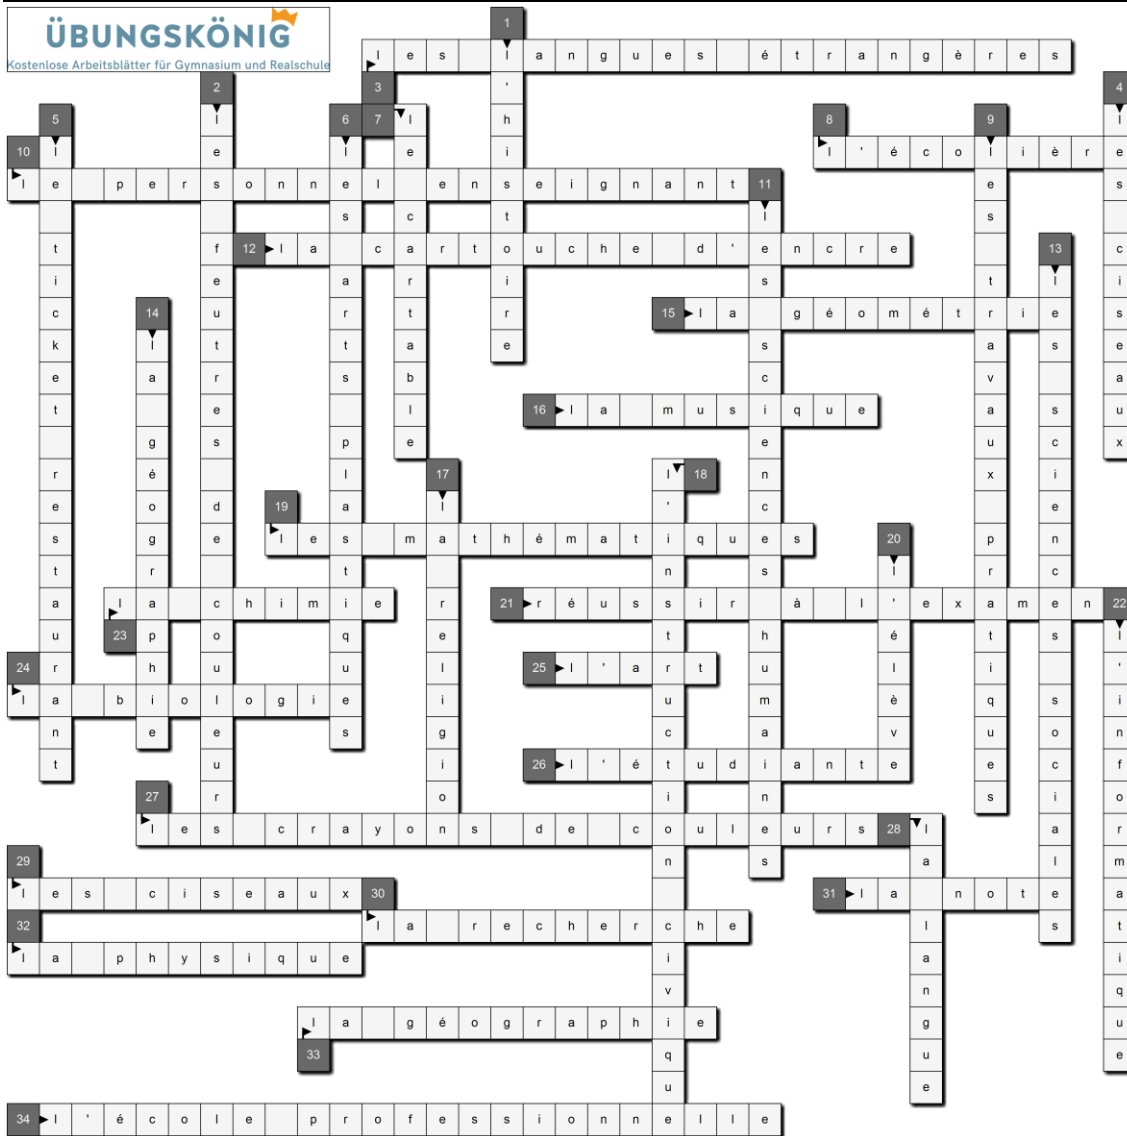 ÜBUNGSKÖNIG
Kostenlose Arbeitsblätter für Gymnasium und Realschule
1 l'histoire
2 les feutres de couleurs
3 les langues étrangères
4 les ciseaux
5 le ticket restaurant
6 les arts plastiques
7 le cartable
8 l'écolière
9 les travaux pratiques
10 le personnel enseignant
11 les sciences humaines
12 la cartouche d'encre
13 les sciences sociales
14 la géographie
15 la géométrie
16 la musique
17 la religion
18 l'instruction civique
19 les mathématiques
20 l'élève
21 réussir à l'examen
22 l'informatique
23 la chimie
24 la biologie
25 l'art
26 l'étudiante
27 les crayons de couleurs
28 la langue
29 les ciseaux
30 la recherche
31 la note
32 la physique
33 la géographie
34 l'école professionnelle